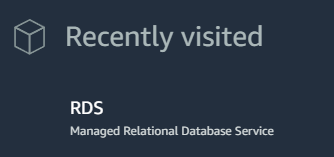 Recently visited
RDS
Managed Relational Database Service